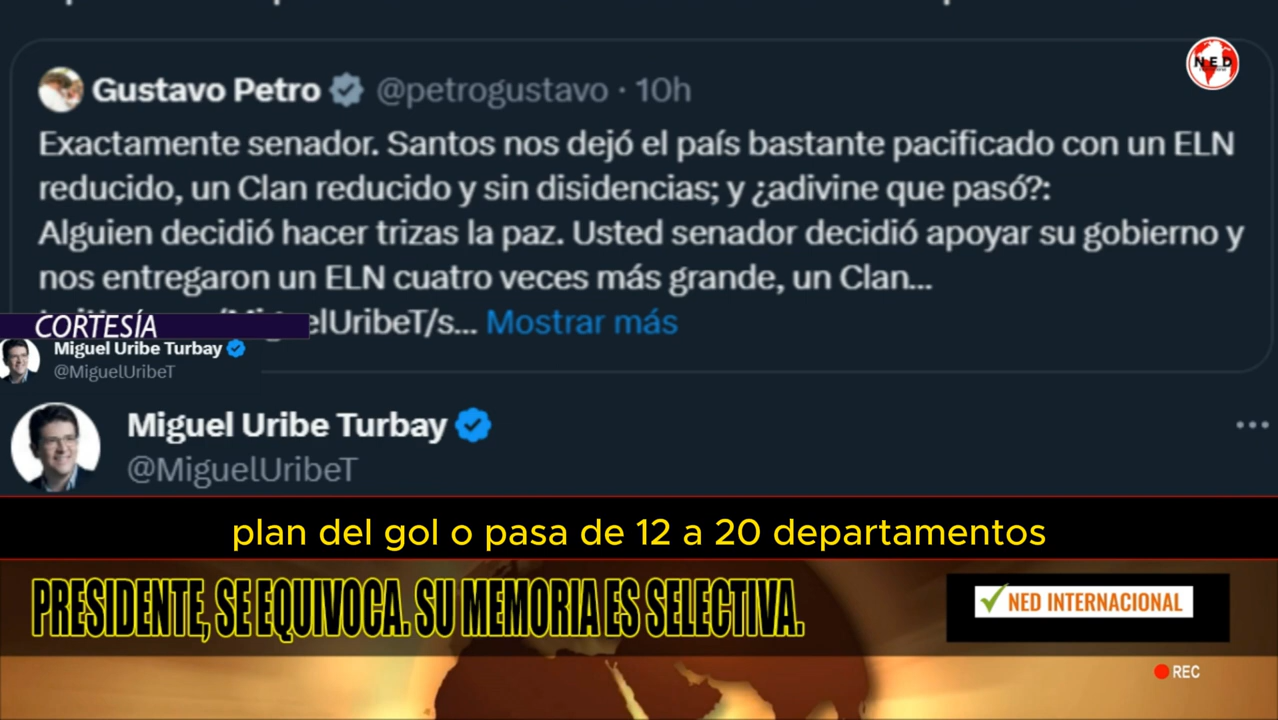 NED
Gustavo Petro @petrogustavo · 10h
Exactamente senador. Santos nos dejó el país bastante pacificado con un ELN
reducido, un Clan reducido y sin disidencias; y ¿adivine que pasó?:
Alguien decidió hacer trizas la paz. Usted senador decidió apoyar su gobierno y
nos entregaron un ELN cuatro veces más grande, un Clan...
elUribeT/s... Mostrar más
CORTESÍA
Miguel Uribe Turbay
@MiguelUribeT
Miguel Uribe Turbay
@MiguelUribeT
plan del gol o pasa de 12 a 20 departamentos
PRESIDENTE, SE EQUIVOCA. SU MEMORIA ES SELECTIVA.
NED INTERNACIONAL
REC